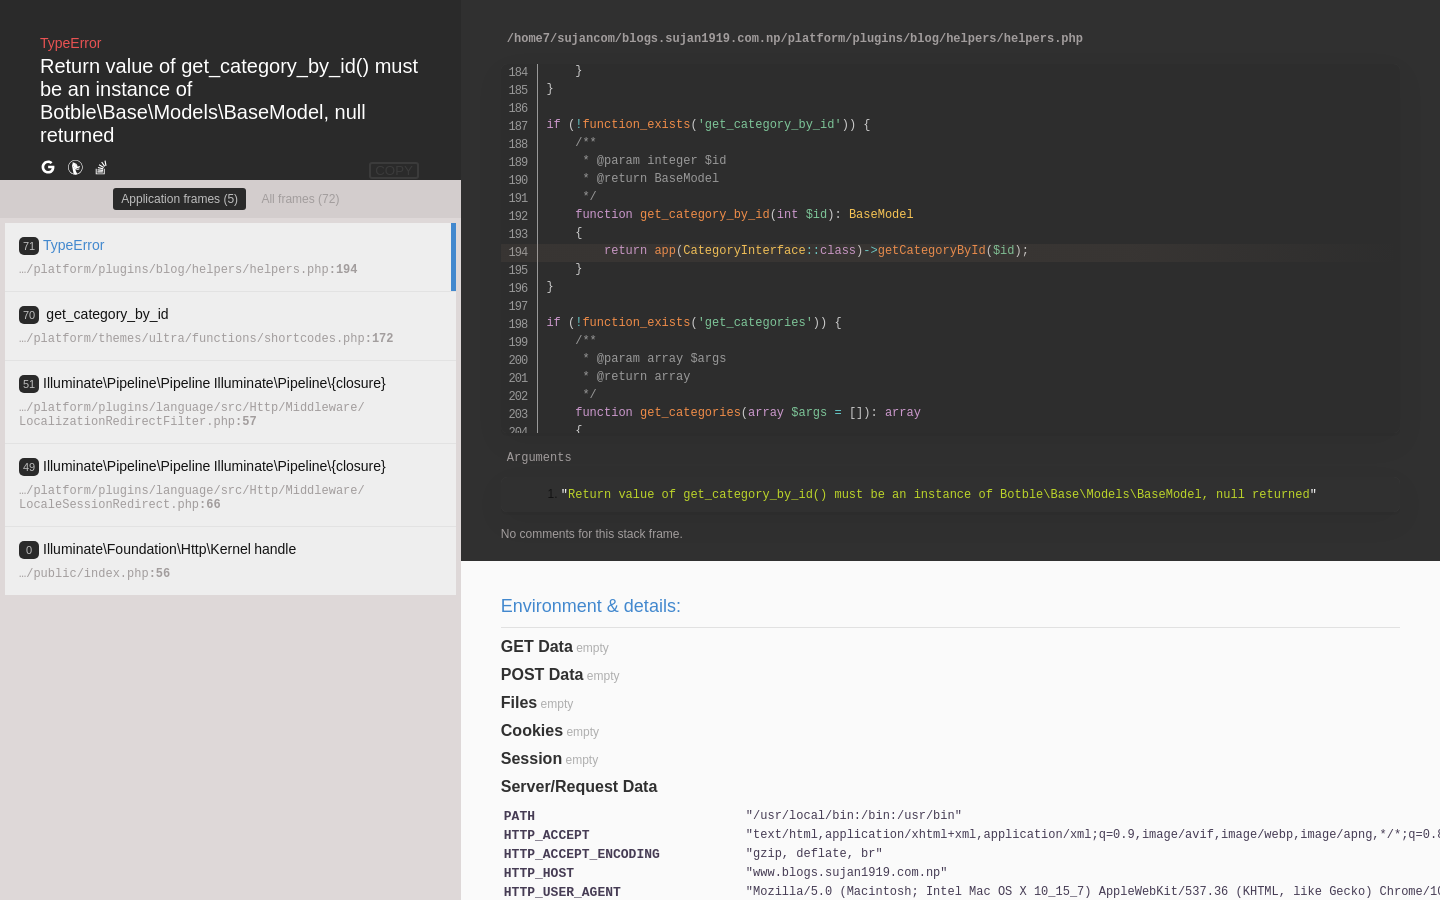 TypeError
Return value of get_category_by_id() must
be an instance of
Botble\Base\Models\BaseModel, null
returned
COPY
Application frames (5) All frames (72)
71 TypeError
…/platform/plugins/blog/helpers/helpers.php:194
70 get_category_by_id
…/platform/themes/ultra/functions/shortcodes.php:172
51 Illuminate\Pipeline\Pipeline Illuminate\Pipeline\{closure}
…/platform/plugins/language/src/Http/Middleware/
LocalizationRedirectFilter.php:57
49 Illuminate\Pipeline\Pipeline Illuminate\Pipeline\{closure}
…/platform/plugins/language/src/Http/Middleware/
LocaleSessionRedirect.php:66
0 Illuminate\Foundation\Http\Kernel handle
…/public/index.php:56
/home7/sujancom/blogs.sujan1919.com.np/platform/plugins/blog/helpers/helpers.php
184     }
185 }
186
187 if (!function_exists('get_category_by_id')) {
188     /**
189      * @param integer $id
190      * @return BaseModel
191      */
192     function get_category_by_id(int $id): BaseModel
193     {
194         return app(CategoryInterface::class)->getCategoryById($id);
195     }
196 }
197
198 if (!function_exists('get_categories')) {
199     /**
200      * @param array $args
201      * @return array
202      */
203     function get_categories(array $args = []): array
204     {
Arguments
1. "Return value of get_category_by_id() must be an instance of Botble\Base\Models\BaseModel, null returned"
No comments for this stack frame.
Environment & details:
GET Data empty
POST Data empty
Files empty
Cookies empty
Session empty
Server/Request Data
PATH "/usr/local/bin:/bin:/usr/bin"
HTTP_ACCEPT "text/html,application/xhtml+xml,application/xml;q=0.9,image/avif,image/webp,image/apng,*/*;q=0.8
HTTP_ACCEPT_ENCODING "gzip, deflate, br"
HTTP_HOST "www.blogs.sujan1919.com.np"
HTTP_USER_AGENT "Mozilla/5.0 (Macintosh; Intel Mac OS X 10_15_7) AppleWebKit/537.36 (KHTML, like Gecko) Chrome/10